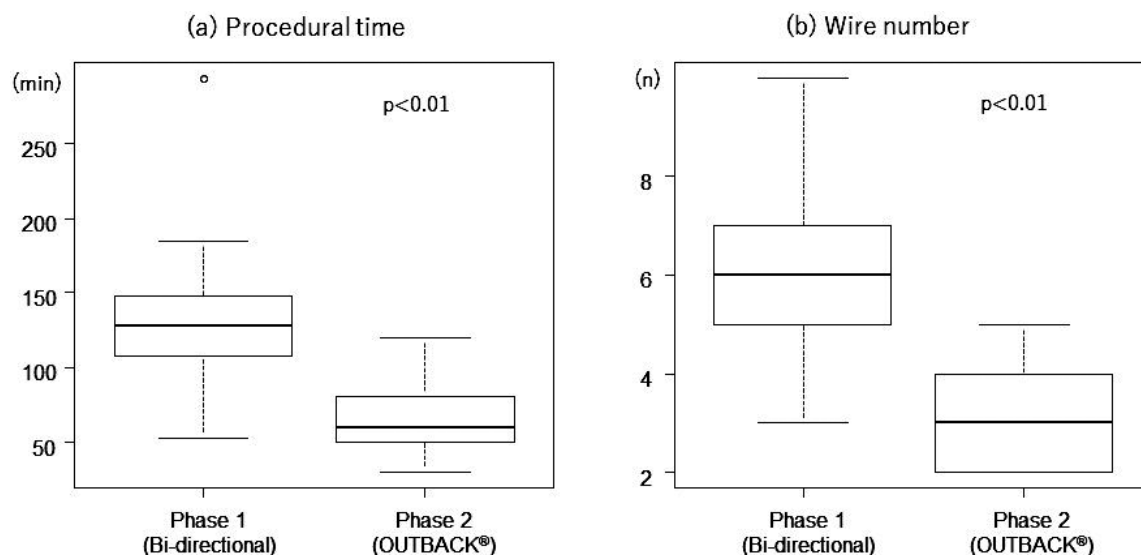 (a) Procedural time
(min)
p<0.01
250
200
150
100
50
Phase 1
(Bi-directional)
Phase 2
(OUTBACK®)
(b) Wire number
(n)
p<0.01
8
6
4
2
Phase 1
(Bi-directional)
Phase 2
(OUTBACK®)